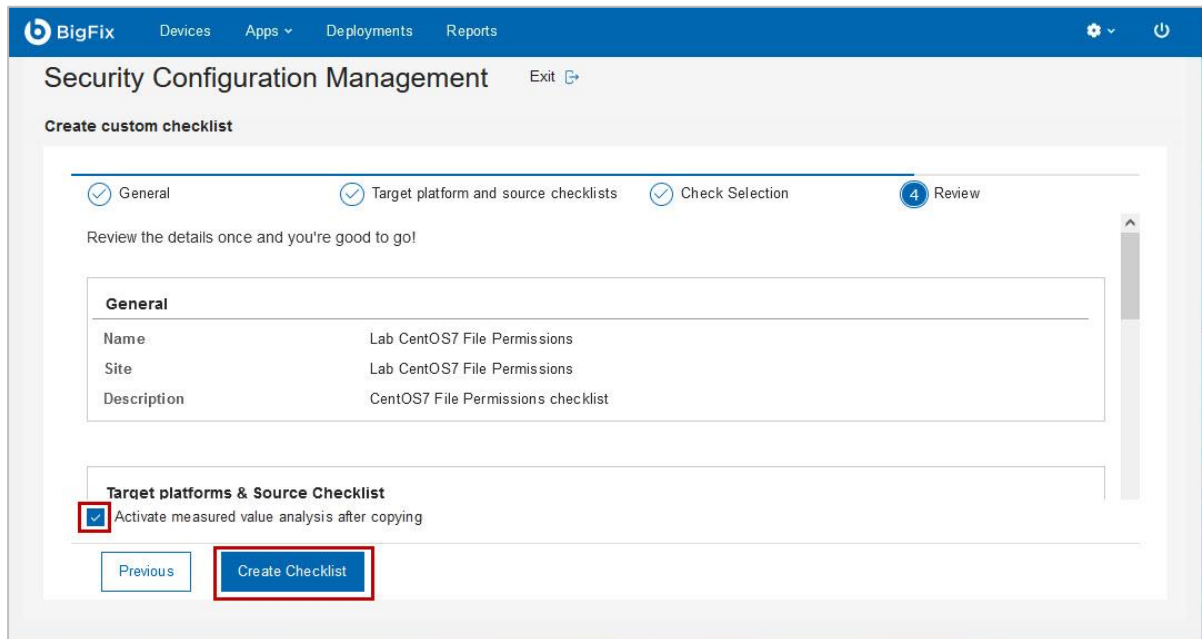 BigFix Devices Apps Deployments Reports
Security Configuration Management Exit
Create custom checklist
General Target platform and source checklists Check Selection 4 Review
Review the details once and you're good to go!
General
Name Lab CentOS7 File Permissions
Site Lab CentOS7 File Permissions
Description CentOS7 File Permissions checklist
Target platforms & Source Checklist
Activate measured value analysis after copying
Previous Create Checklist